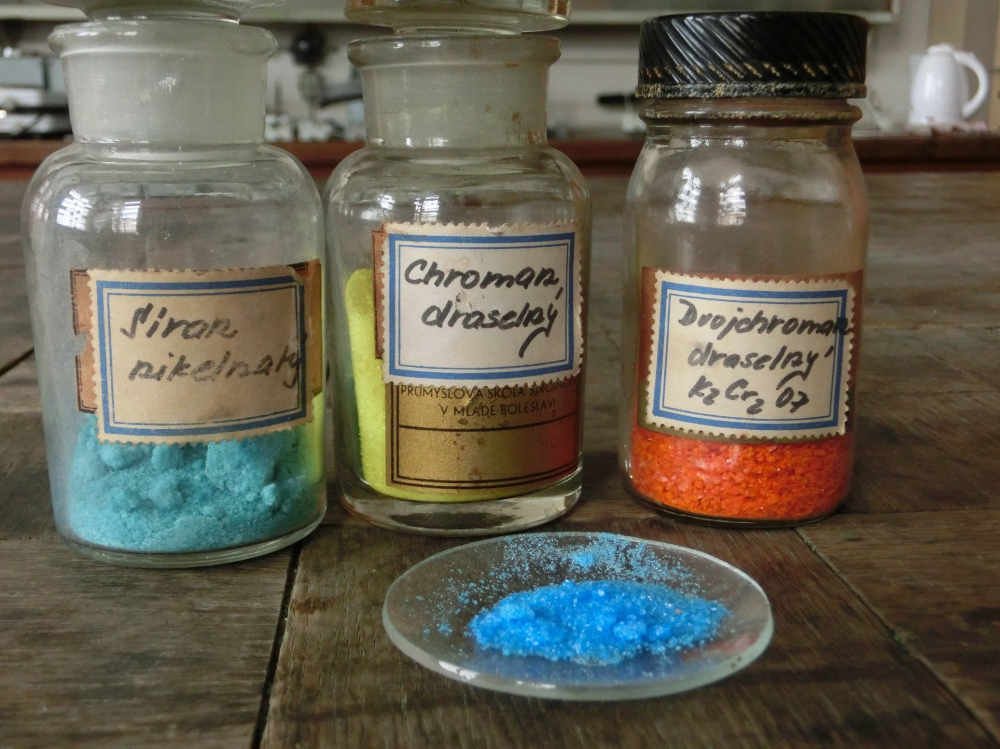 Síran
nikelnatý
Chroman
draselný
PRŮMYSLOVÁ ŠKOLA STROJNICKÁ
V MLADÉ BOLESLAVI
Dvojchroman
draselný
K2Cr2O7